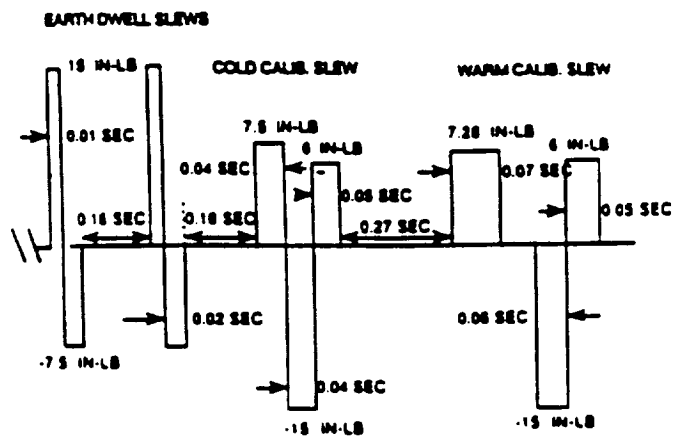 EARTH DWELL SLEWS
15 IN-LB
COLD CALIB. SLEW
WARM CALIB. SLEW
0.01 SEC
7.5 IN-LB
6 IN-LB
7.28 IN-LB
6 IN-LB
0.04 SEC
0.07 SEC
0.05 SEC
0.05 SEC
0.16 SEC
0.18 SEC
0.27 SEC
0.02 SEC
0.06 SEC
-7.5 IN-LB
0.04 SEC
-15 IN-LB
-15 IN-LB